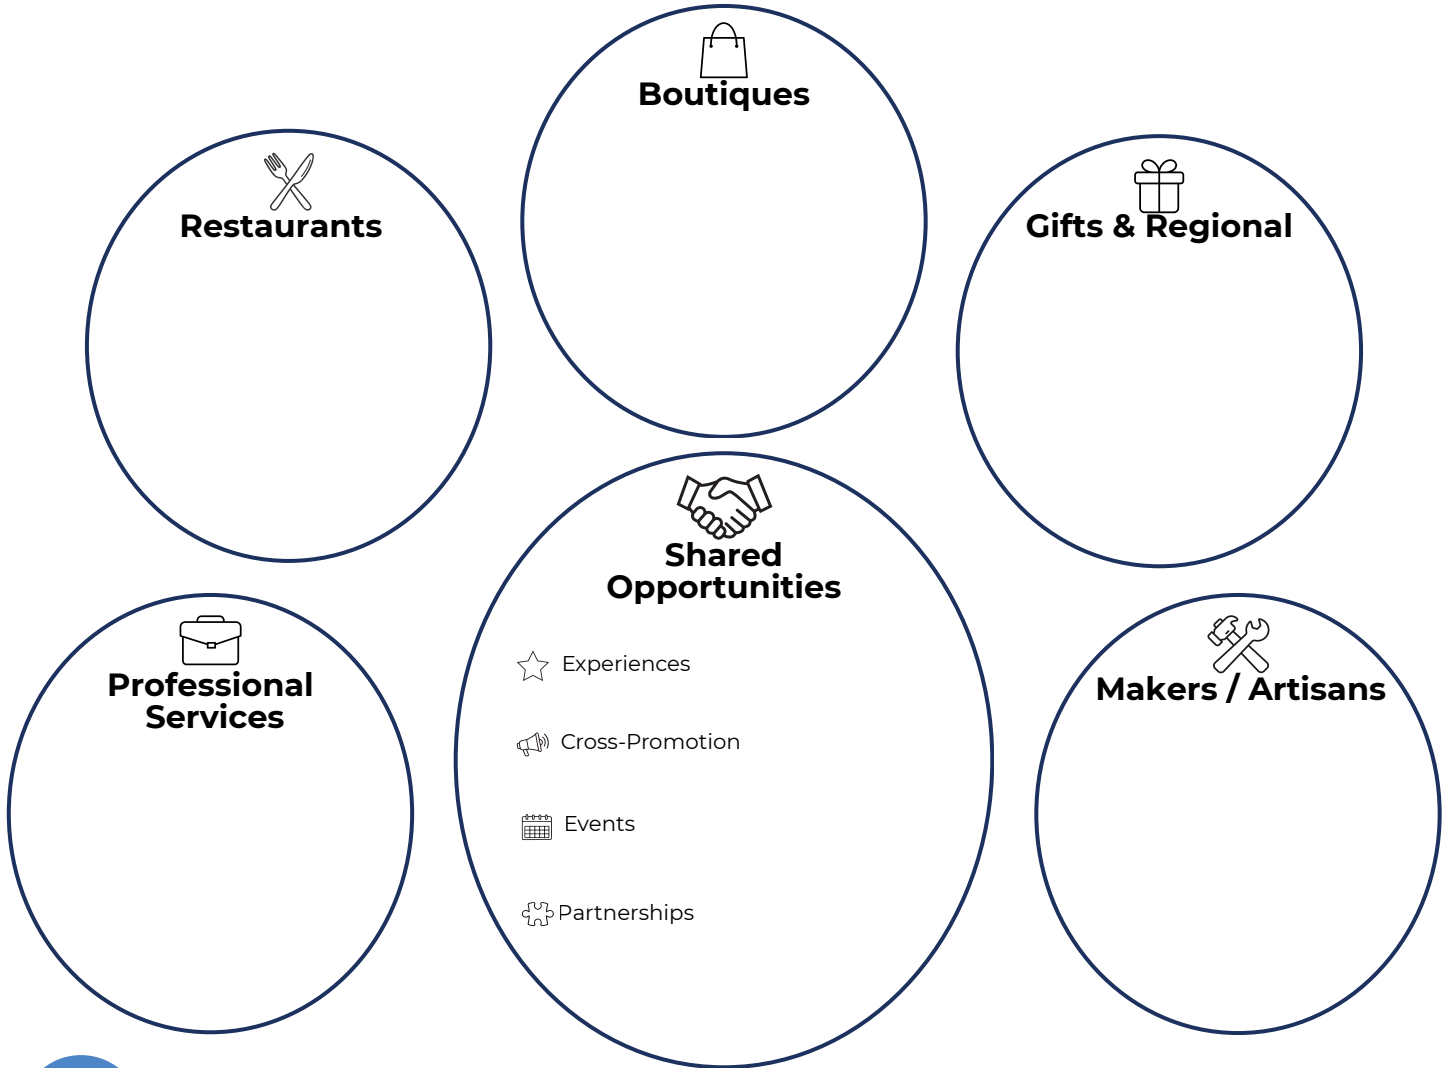 Boutiques
Restaurants
Gifts & Regional
Shared
Opportunities
Experiences
Cross-Promotion
Events
Partnerships
Professional
Services
Makers / Artisans